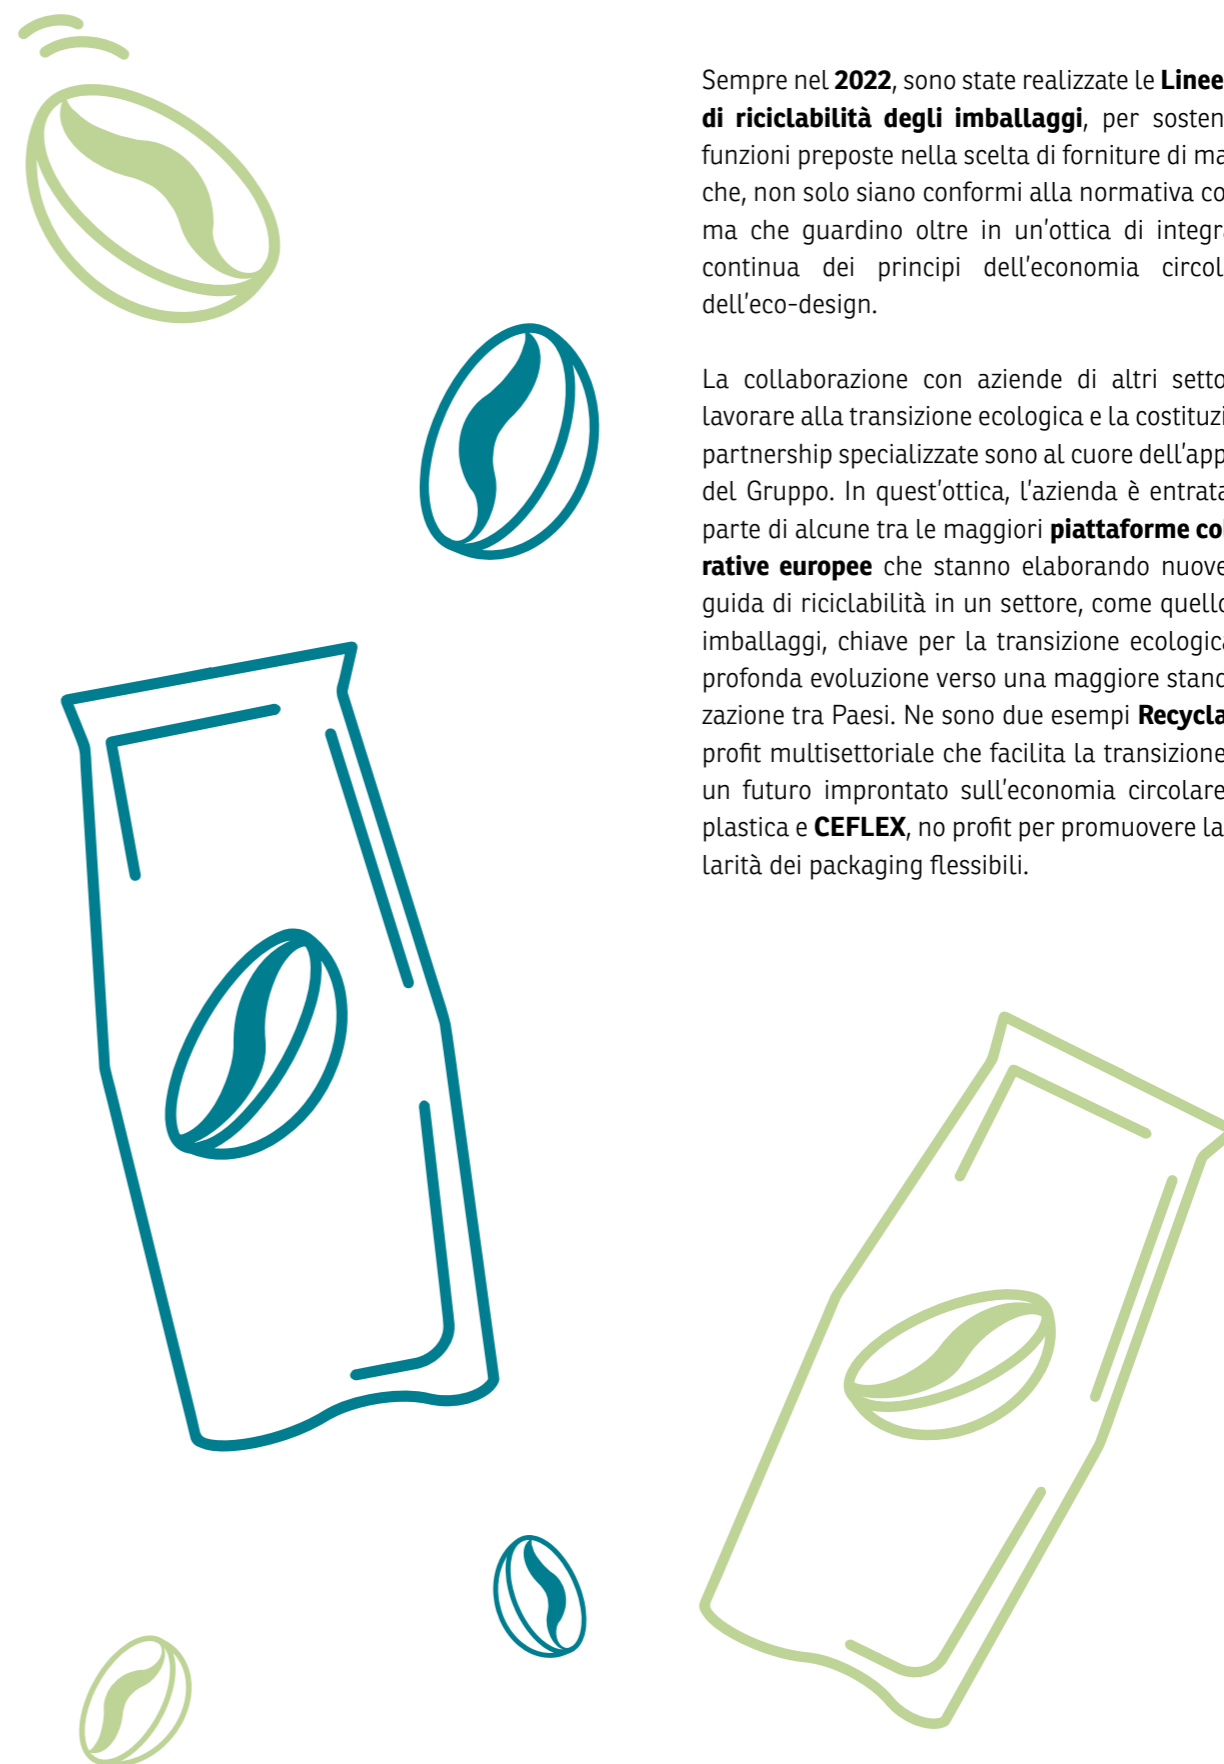 Sempre nel 2022, sono state realizzate le Linee
di riciclabilità degli imballaggi, per sosten
funzioni preposte nella scelta di forniture di ma
che, non solo siano conformi alla normativa co
ma che guardino oltre in un'ottica di integra
continua dei principi dell'economia circol
dell'eco-design.
La collaborazione con aziende di altri setto
lavorare alla transizione ecologica e la costituzi
partnership specializzate sono al cuore dell'app
del Gruppo. In quest'ottica, l'azienda è entrata
parte di alcune tra le maggiori piattaforme col
rative europee che stanno elaborando nuove
guida di riciclabilità in un settore, come quello
imballaggi, chiave per la transizione ecologica
profonda evoluzione verso una maggiore stand
zazione tra Paesi. Ne sono due esempi Recycla
profit multisettoriale che facilita la transizione
un futuro improntato sull'economia circolare
plastica e CEFLEX, no profit per promuovere la
larità dei packaging flessibili.